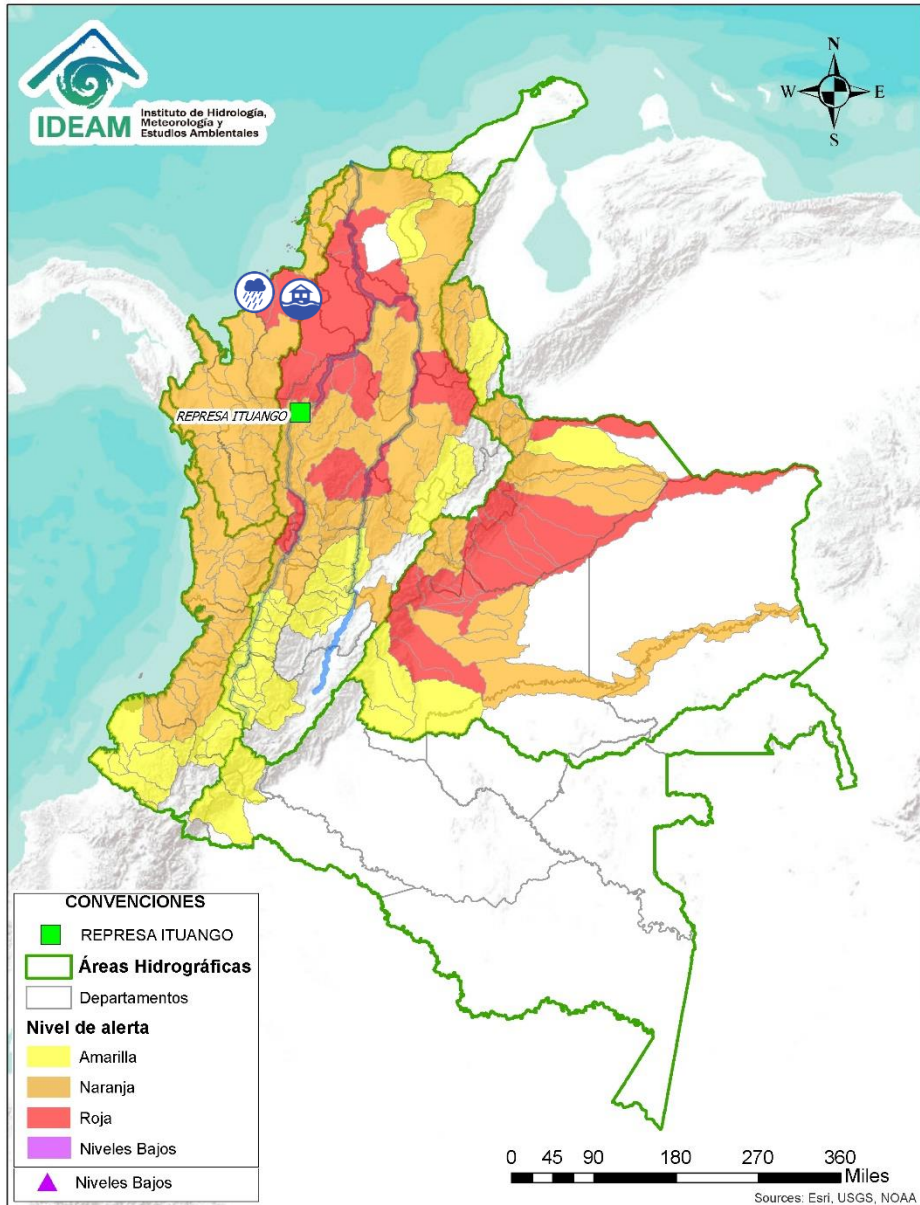 IDEAM
Instituto de Hidrología,
Meteorología y
Estudios Ambientales
N
W
E
S
REPRESA ITUANGO
CONVENCIONES
REPRESA ITUANGO
Áreas Hidrográficas
Departamentos
Nivel de alerta
Amarilla
Naranja
Roja
Niveles Bajos
Niveles Bajos
0 45 90 180 270 360
Miles
Sources: Esri, USGS, NOAA